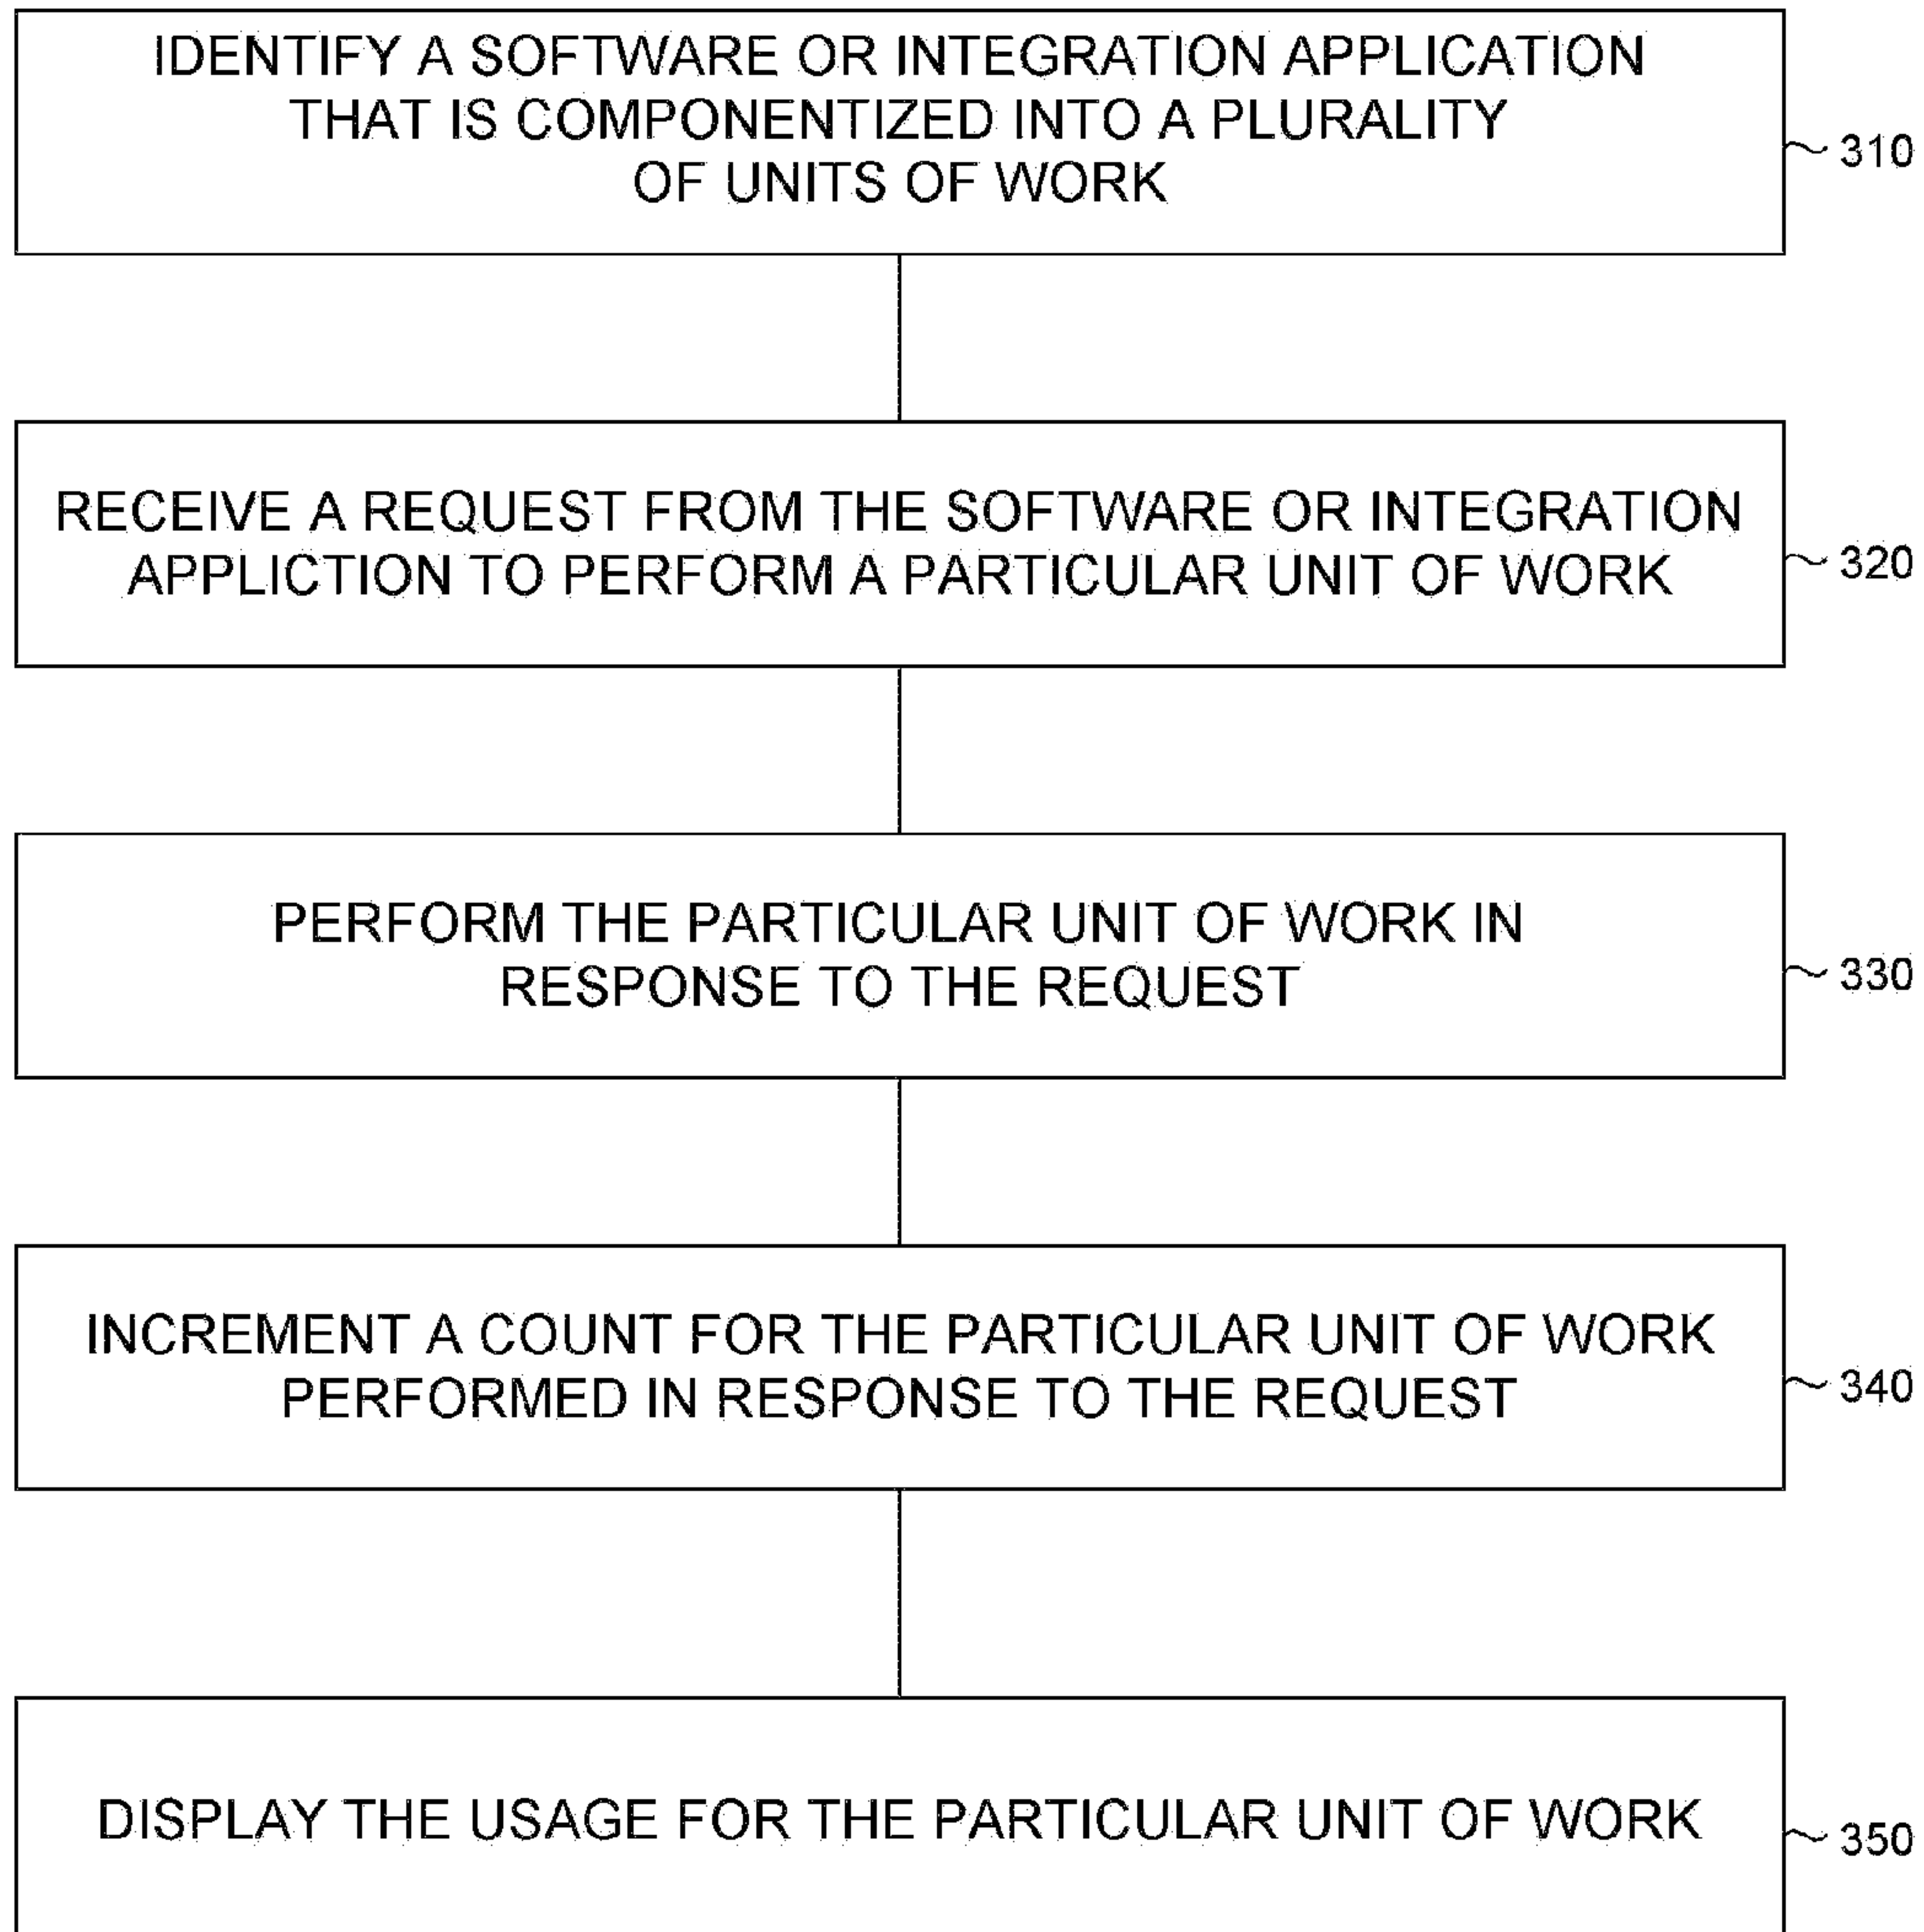 IDENTIFY A SOFTWARE OR INTEGRATION APPLICATION
THAT IS COMPONENTIZED INTO A PLURALITY
OF UNITS OF WORK
310
RECEIVE A REQUEST FROM THE SOFTWARE OR INTEGRATION
APPLICTION TO PERFORM A PARTICULAR UNIT OF WORK
320
PERFORM THE PARTICULAR UNIT OF WORK IN
RESPONSE TO THE REQUEST
330
INCREMENT A COUNT FOR THE PARTICULAR UNIT OF WORK
PERFORMED IN RESPONSE TO THE REQUEST
340
DISPLAY THE USAGE FOR THE PARTICULAR UNIT OF WORK
350